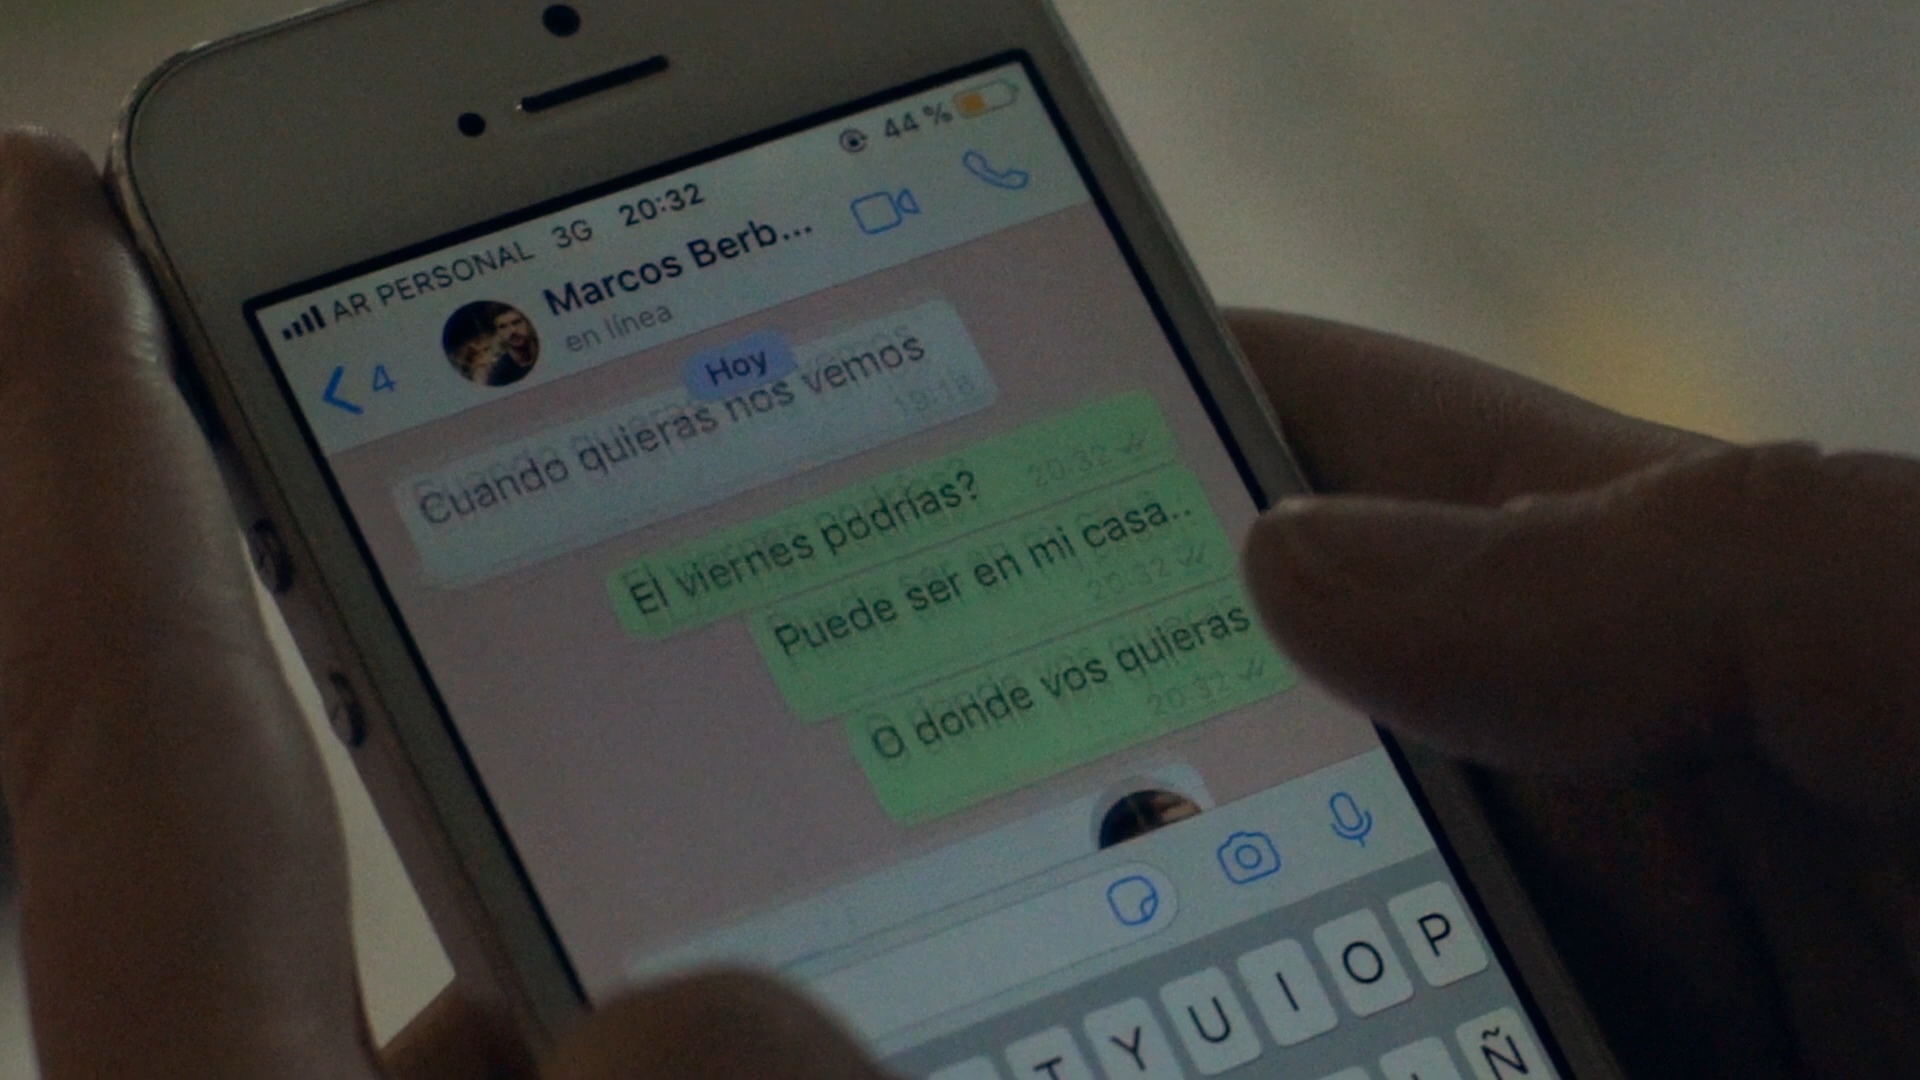 AR PERSONAL 3G 20:32 44 %
4 Marcos Berb...
en línea
Hoy
Cuando quieras nos vemos
El viernes podrías? 20:32
Puede ser en mi casa..
20:32
O donde vos quieras
20:32
T Y U I O P
Ñ